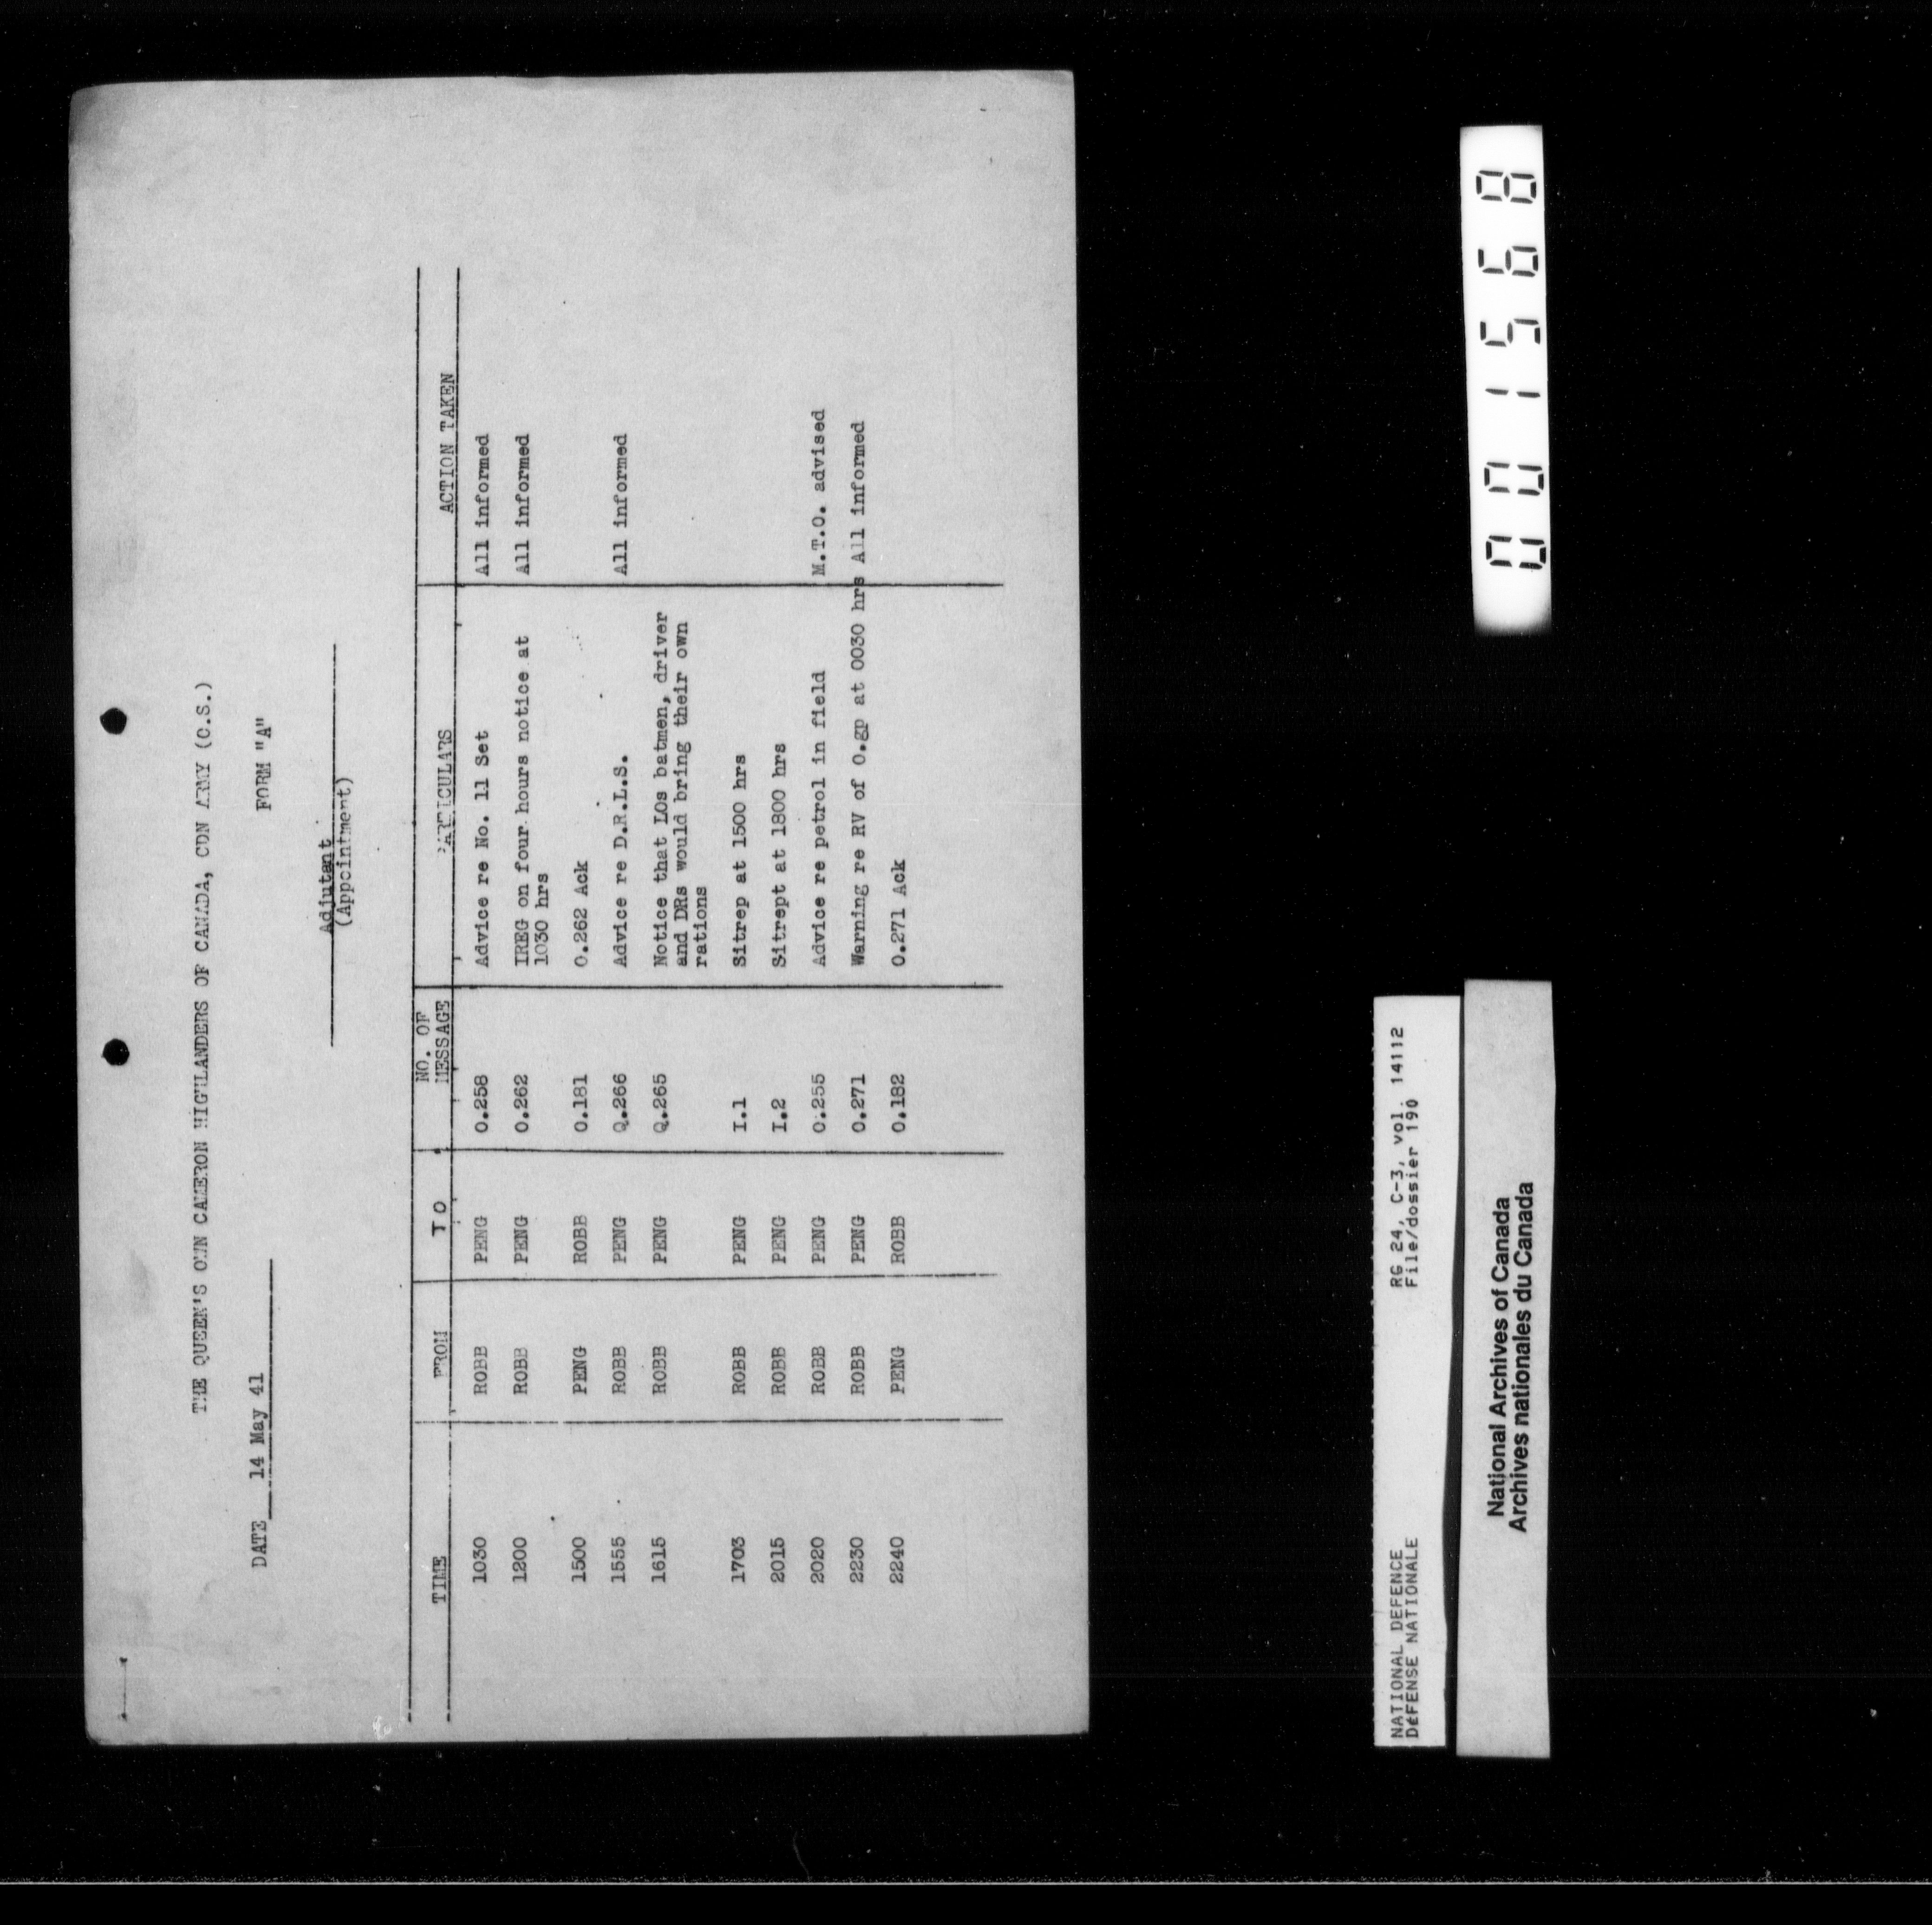 THE QUEEN'S OWN CAMERON HIGHLANDERS OF CANADA, CDN ARMY (C.S.)
DATE 14 May 41 FORM "A"
Adjutant
(Appointment)
TIME FROM TO NO. OF MESSAGE PARTICULARS ACTION TAKEN
1030 ROBB PENG O.258 Advice re No. 11 Set All informed
1200 ROBB PENG O.262 IREG on four hours notice at
1030 hrs All informed
1500 PENG ROBB O.181 O.262 Ack
1555 ROBB PENG Q.266 Advice re D.R.L.S. All informed
1615 ROBB PENG Q.265 Notice that LOs batmen, driver
and DRs would bring their own
rations
1703 ROBB PENG I.1 Sitrep at 1500 hrs
2015 ROBB PENG I.2 Sitrept at 1800 hrs
2020 ROBB PENG O.255 Advice re petrol in field M.T.O. advised
2230 ROBB PENG O.271 Warning re RV of O.gp at 0030 hrs All informed
2240 PENG ROBB O.182 O.271 Ack
NATIONAL DEFENCE RG 24, C-3, vol. 14112
DÉFENSE NATIONALE File/dossier 190
National Archives of Canada
Archives nationales du Canada
001568